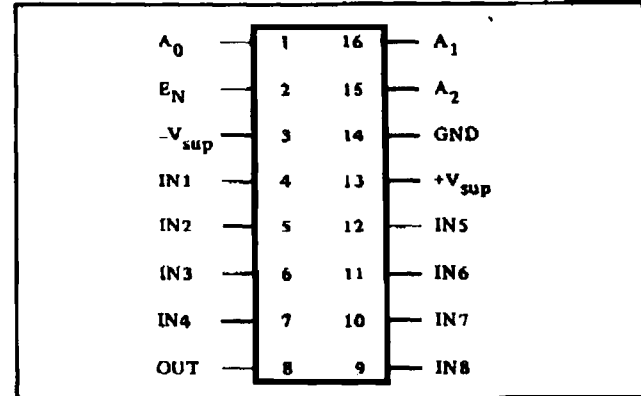 A0 1 16 A1
EN 2 15 A2
-Vsup 3 14 GND
IN1 4 13 +Vsup
IN2 5 12 IN5
IN3 6 11 IN6
IN4 7 10 IN7
OUT 8 9 IN8